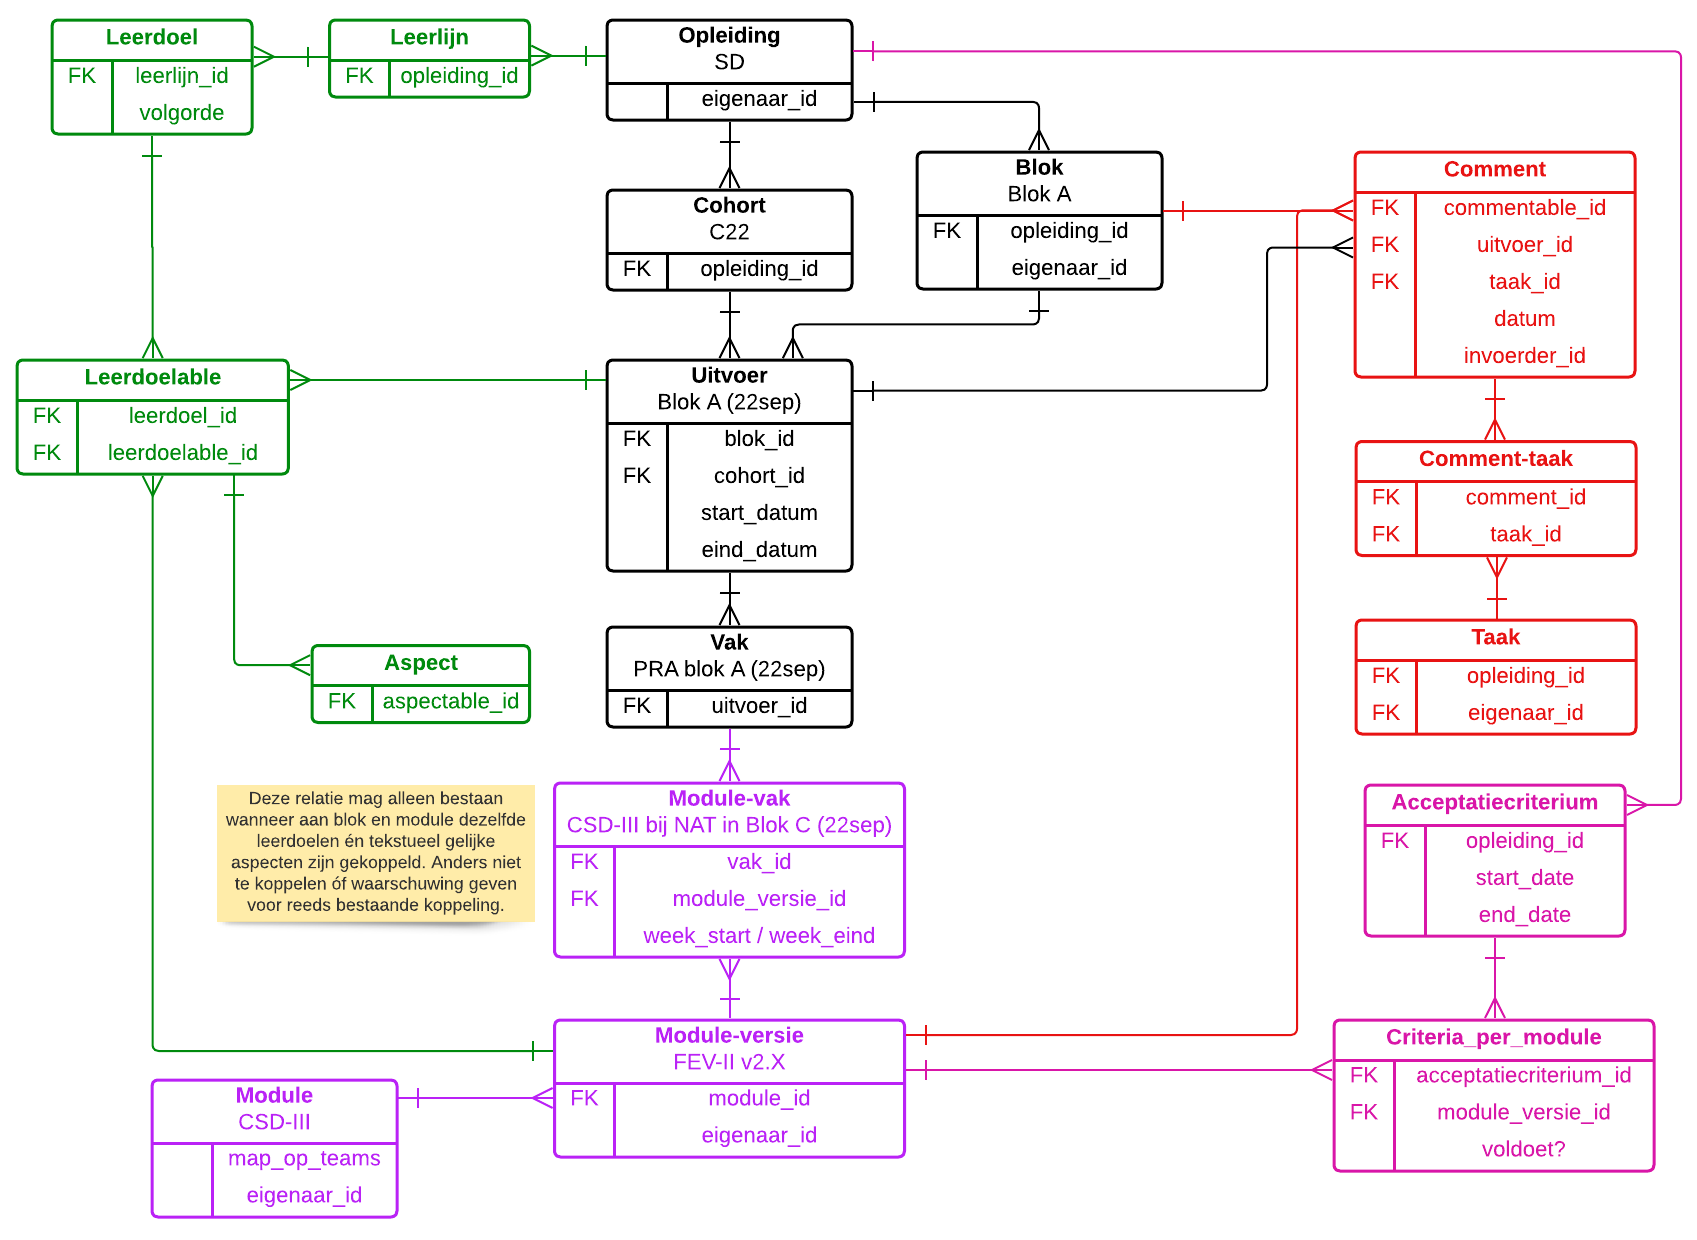 Leerdoel
FK leerlijn_id
volgorde
Leerlijn
FK opleiding_id
Opleiding
SD
eigenaar_id
Cohort
C22
FK opleiding_id
Blok
Blok A
FK opleiding_id
eigenaar_id
Comment
FK commentable_id
FK uitvoer_id
FK taak_id
datum
invoerder_id
Leerdoelable
FK leerdoel_id
FK leerdoelable_id
Uitvoer
Blok A (22sep)
FK blok_id
FK cohort_id
start_datum
eind_datum
Comment-taak
FK comment_id
FK taak_id
Aspect
FK aspectable_id
Vak
PRA blok A (22sep)
FK uitvoer_id
Taak
FK opleiding_id
FK eigenaar_id
Deze relatie mag alleen bestaan
wanneer aan blok en module dezelfde
leerdoelen én tekstueel gelijke
aspecten zijn gekoppeld. Anders niet
te koppelen óf waarschuwing geven
voor reeds bestaande koppeling.
Module-vak
CSD-III bij NAT in Blok C (22sep)
FK vak_id
FK module_versie_id
week_start / week_eind
Acceptatiecriterium
FK opleiding_id
start_date
end_date
Module-versie
FEV-II v2.X
FK module_id
eigenaar_id
Module
CSD-III
map_op_teams
eigenaar_id
Criteria_per_module
FK acceptatiecriterium_id
FK module_versie_id
voldoet?